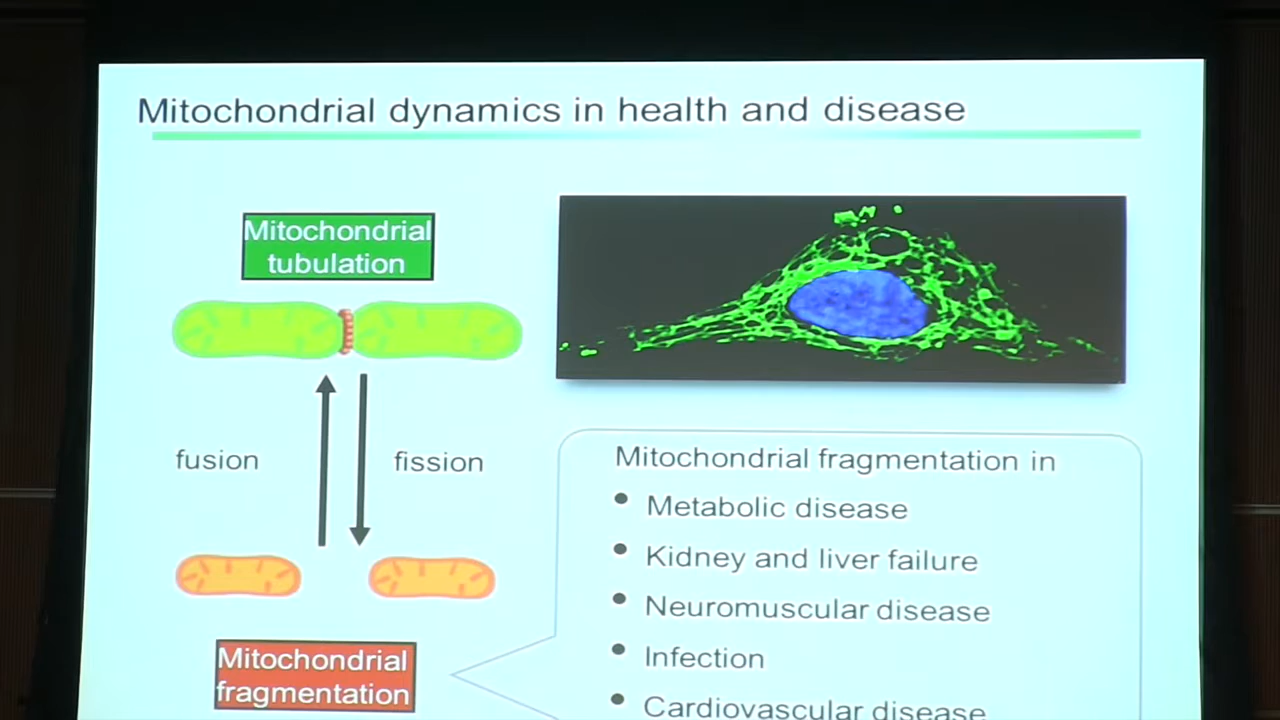 Mitochondrial dynamics in health and disease
Mitochondrial
tubulation
fusion
fission
Mitochondrial
fragmentation
Mitochondrial fragmentation in
Metabolic disease
Kidney and liver failure
Neuromuscular disease
Infection
Cardiovascular disease